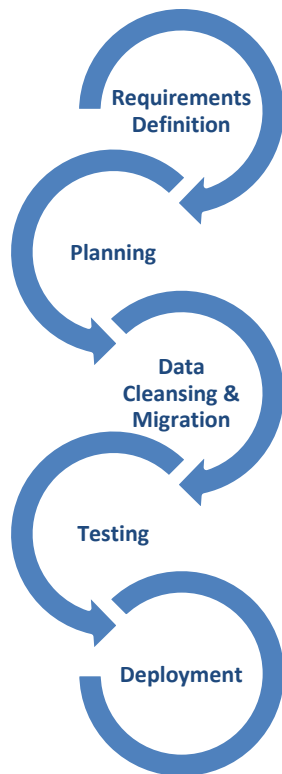 Requirements
Definition
Planning
Data
Cleansing &
Migration
Testing
Deployment